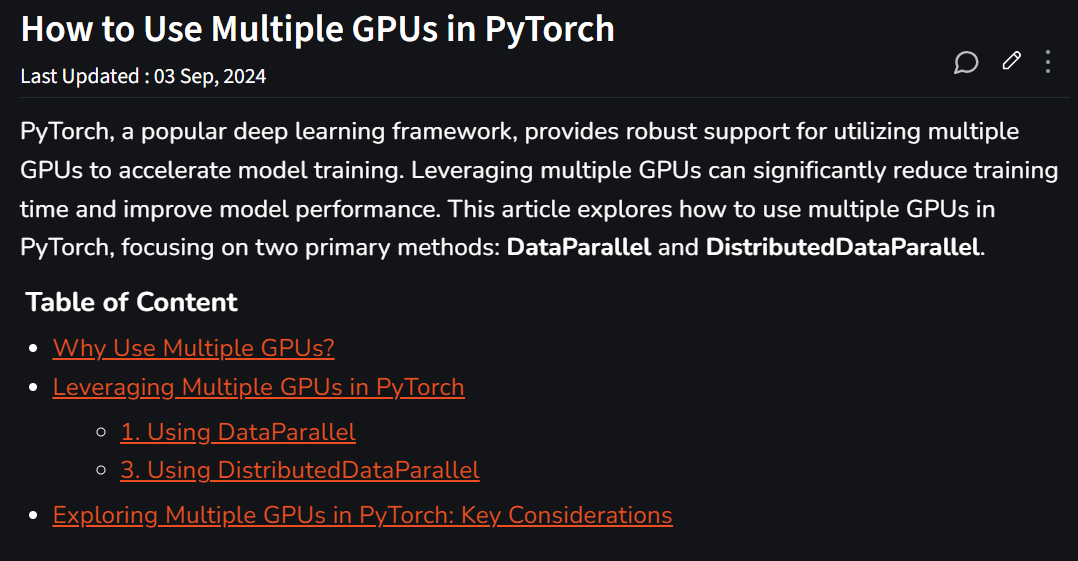 How to Use Multiple GPUs in PyTorch
Last Updated : 03 Sep, 2024
PyTorch, a popular deep learning framework, provides robust support for utilizing multiple
GPUs to accelerate model training. Leveraging multiple GPUs can significantly reduce training
time and improve model performance. This article explores how to use multiple GPUs in
PyTorch, focusing on two primary methods: DataParallel and DistributedDataParallel.
Table of Content
Why Use Multiple GPUs?
Leveraging Multiple GPUs in PyTorch
1. Using DataParallel
3. Using DistributedDataParallel
Exploring Multiple GPUs in PyTorch: Key Considerations